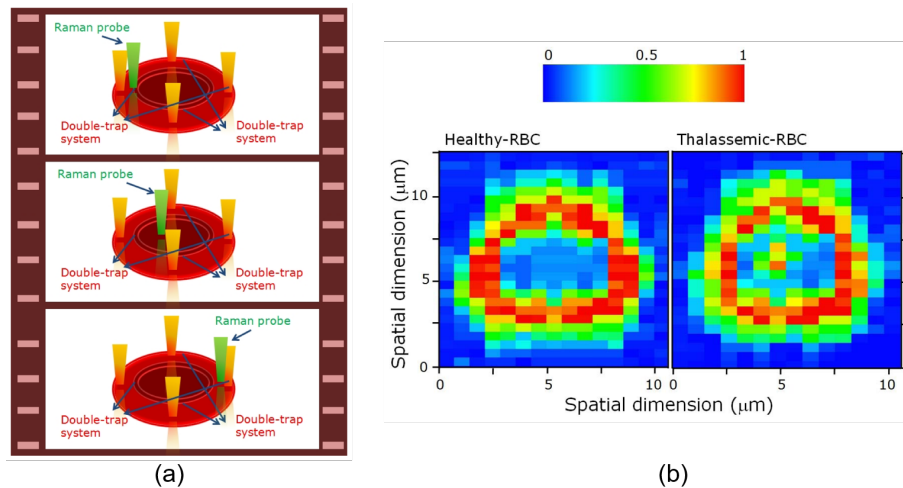 Raman probe
Double-trap
system
Double-trap
system
Raman probe
Double-trap
system
Double-trap
system
Raman probe
Double-trap
system
Double-trap
system
(a)
0 0.5 1
Healthy-RBC Thalassemic-RBC
Spatial dimension (μm)
10
5
0
0 5 10 0 5 10
Spatial dimension (μm)
(b)